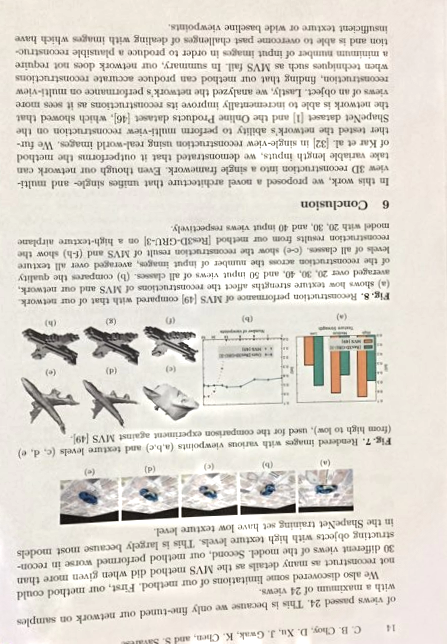 14 C. B. Choy, D. Xu, J. Gwak, K. Chen, and S. Savarese
of views passed 24. This is because we only fine-tuned our network on samples
with a maximum of 24 views.
We also discovered some limitations of our method. First, our method could
not reconstruct as many details as the MVS method did when given more than
30 different views of the model. Second, our method performed worse in recon-
structing objects with high texture levels. This is largely because most models
in the ShapeNet training set have low texture level.
(a) (b) (c) (d) (e)
Fig. 7. Rendered images with various viewpoints (a,b,c) and texture levels (c, d, e)
(from high to low), used for the comparison experiment against MVS [49].
(a) (b)
(c) (d) (e)
(f) (g) (h)
Fig. 8. Reconstruction performance of MVS [49] compared with that of our network.
(a) shows how texture strengths affect the reconstructions of MVS and our network,
averaged over 20, 30, 40, and 50 input views of all classes. (b) compares the quality
of the reconstruction across the number of input images, averaged over all texture
levels of all classes. (c-e) show the reconstruction result of MVS and (f-h) show the
reconstruction results from our method [Res3D-GRU-3] on a high-texture airplane
model with 20, 30, and 40 input views respectively.
6 Conclusion
In this work, we proposed a novel architecture that unifies single- and multi-
view 3D reconstruction into a single framework. Even though our network can
take variable length inputs, we demonstrated that it outperforms the method
of Kar et al. [32] in single-view reconstruction using real-world images. We fur-
ther tested the network's ability to perform multi-view reconstruction on the
ShapeNet dataset [1] and the Online Products dataset [46], which showed that
the network is able to incrementally improve its reconstructions as it sees more
views of an object. Lastly, we analyzed the network's performance on multi-view
reconstruction, finding that our method can produce accurate reconstructions
when techniques such as MVS fail. In summary, our network does not require
a minimum number of input images in order to produce a plausible reconstruc-
tion and is able to overcome past challenges of dealing with images which have
insufficient texture or wide baseline viewpoints.